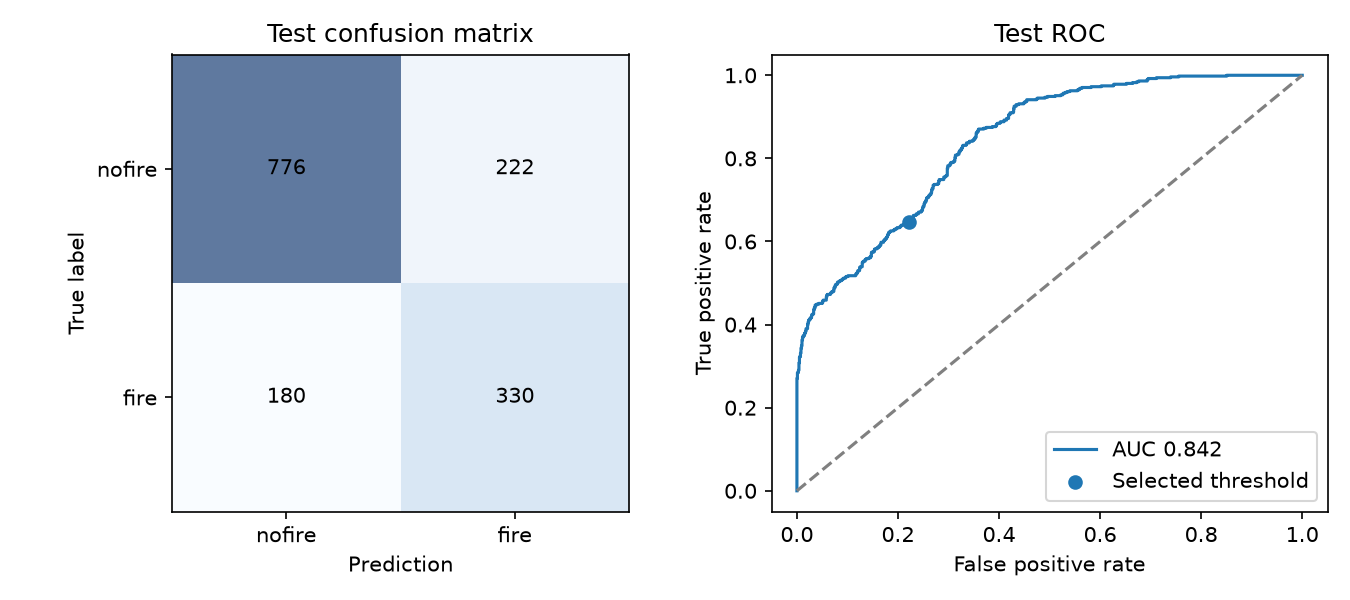 Test confusion matrix
True label
nofire
776
222
fire
180
330
nofire
fire
Prediction
Test ROC
True positive rate
1.0
0.8
0.6
0.4
0.2
0.0
AUC 0.842
Selected threshold
0.0
0.2
0.4
0.6
0.8
1.0
False positive rate